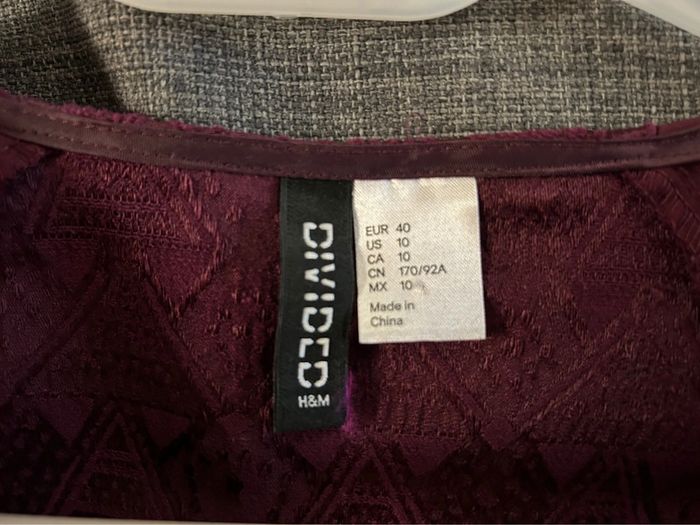 DIVIDED
H&M
EUR 40
US 10
CA 10
CN 170/92A
MX 10
Made in
China